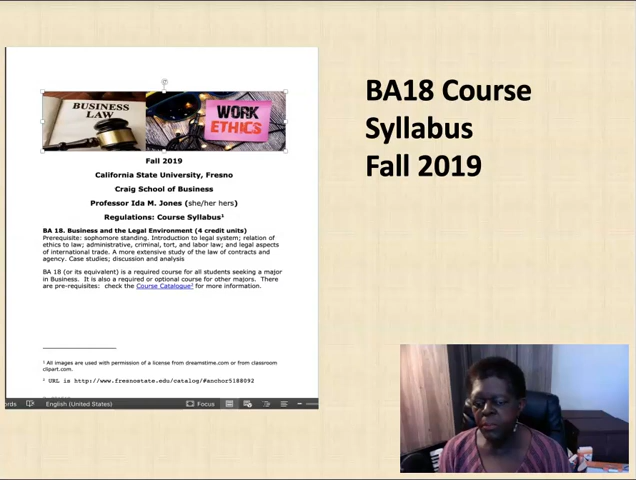 BA18 Course
Syllabus
Fall 2019
BUSINESS
LAW
WORK
ETHICS
Fall 2019
California State University, Fresno
Craig School of Business
Professor Ida M. Jones (she/her hers)
Regulations: Course Syllabus¹
BA 18. Business and the Legal Environment (4 credit units)
Prerequisite: sophomore standing. Introduction to legal system; relation of
ethics to law; administrative, criminal, tort, and labor law; and legal aspects
of international trade. A more extensive study of the law of contracts and
agency. Case studies; discussion and analysis
BA 18 (or its equivalent) is a required course for all students seeking a major
in Business. It is also a required or optional course for other majors. There
are pre-requisites: check the Course Catalogue² for more information.
¹ All images are used with permission of a license from dreamstime.com or from classroom
clipart.com.
² URL is http://www.fresnostate.edu/catalog/#anchor5188092
English (United States)
Focus